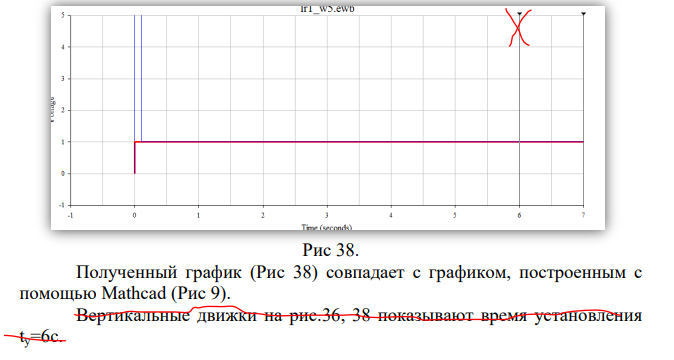 lr1_w5.ewb
5
4
3
2
1
0
-1
-1 0 1 2 3 4 5 6 7
Time (seconds)
Рис 38.
Полученный график (Рис 38) совпадает с графиком, построенным с
помощью Mathcad (Рис 9).
Вертикальные движки на рис.36, 38 показывают время установления
tу=6с.